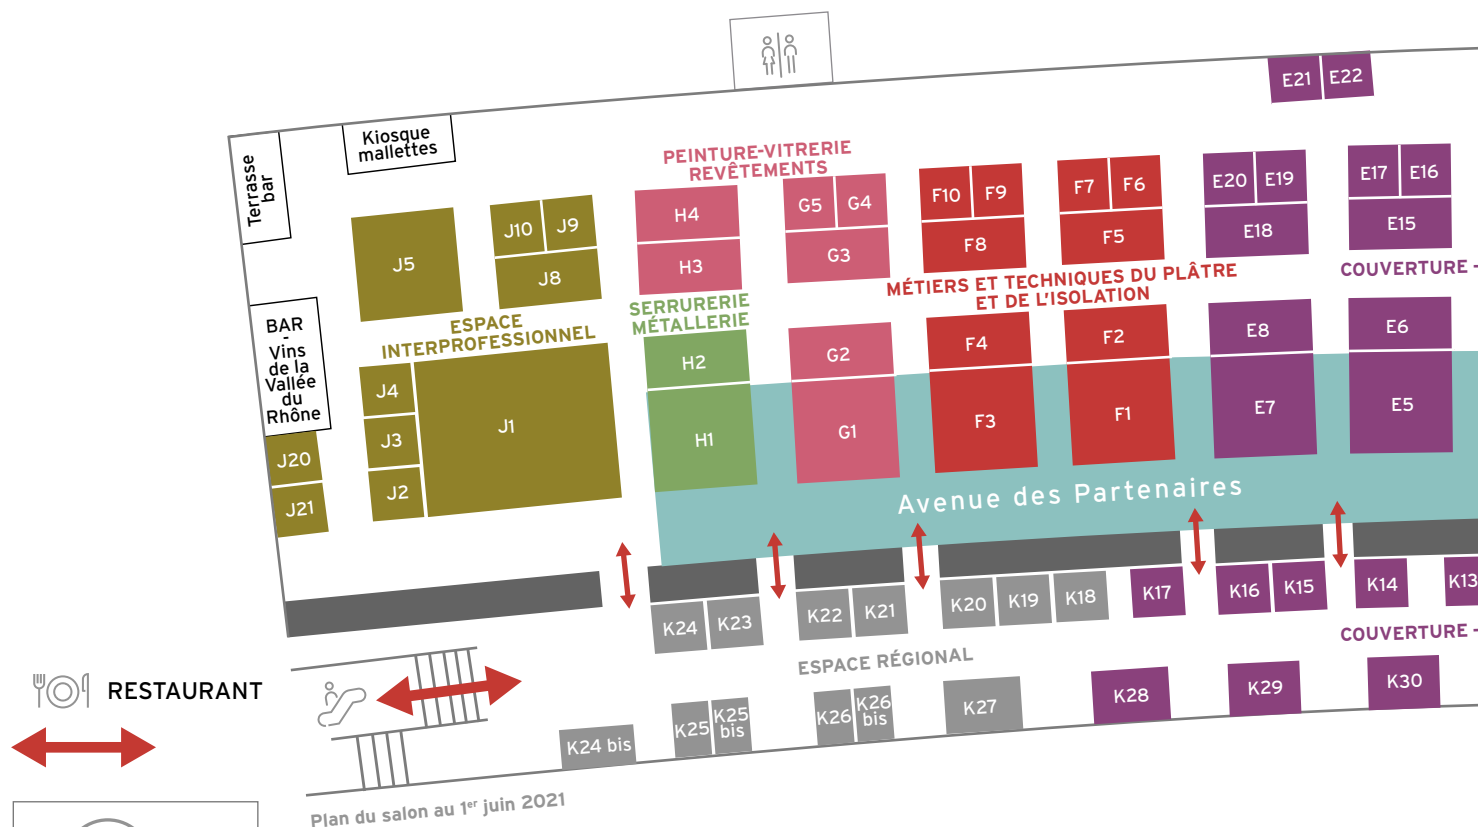 E21
E22
Terrasse
bar
Kiosque
mallettes
PEINTURE-VITRERIE
REVÊTEMENTS
J5
J10
J9
J8
H4
H3
G5
G4
G3
F10
F9
F8
F7
F6
F5
E20
E19
E18
E17
E16
E15
COUVERTURE -
MÉTIERS ET TECHNIQUES DU PLÂTRE
ET DE L'ISOLATION
SERRURERIE
MÉTALLERIE
ESPACE
INTERPROFESSIONNEL
BAR
-
Vins
de la
Vallée
du
Rhône
J20
J21
J4
J3
J2
J1
H2
H1
G2
G1
F4
F3
F2
F1
E8
E7
E6
E5
Avenue des Partenaires
K24
K23
K22
K21
K20
K19
K18
K17
K16
K15
K14
K13
COUVERTURE -
ESPACE RÉGIONAL
RESTAURANT
K24 bis
K25
K25
bis
K26
K26
bis
K27
K28
K29
K30
Plan du salon au 1er juin 2021